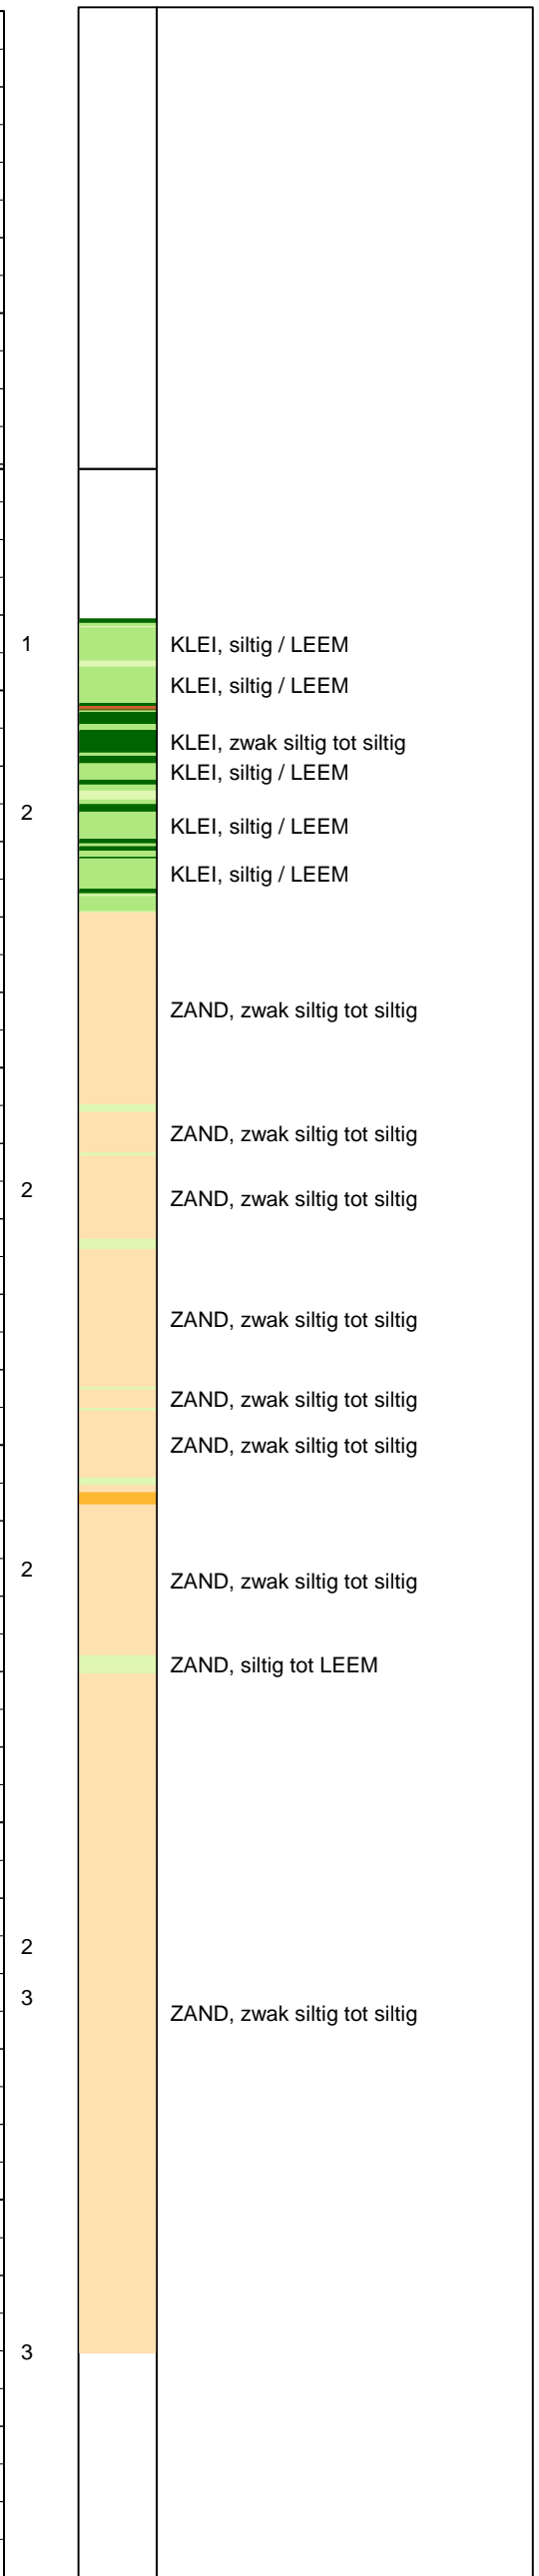 1
KLEI, siltig / LEEM
KLEI, siltig / LEEM
KLEI, zwak siltig tot siltig
KLEI, siltig / LEEM
2
KLEI, siltig / LEEM
KLEI, siltig / LEEM
ZAND, zwak siltig tot siltig
ZAND, zwak siltig tot siltig
2
ZAND, zwak siltig tot siltig
ZAND, zwak siltig tot siltig
ZAND, zwak siltig tot siltig
ZAND, zwak siltig tot siltig
2
ZAND, zwak siltig tot siltig
ZAND, siltig tot LEEM
2
3
ZAND, zwak siltig tot siltig
3